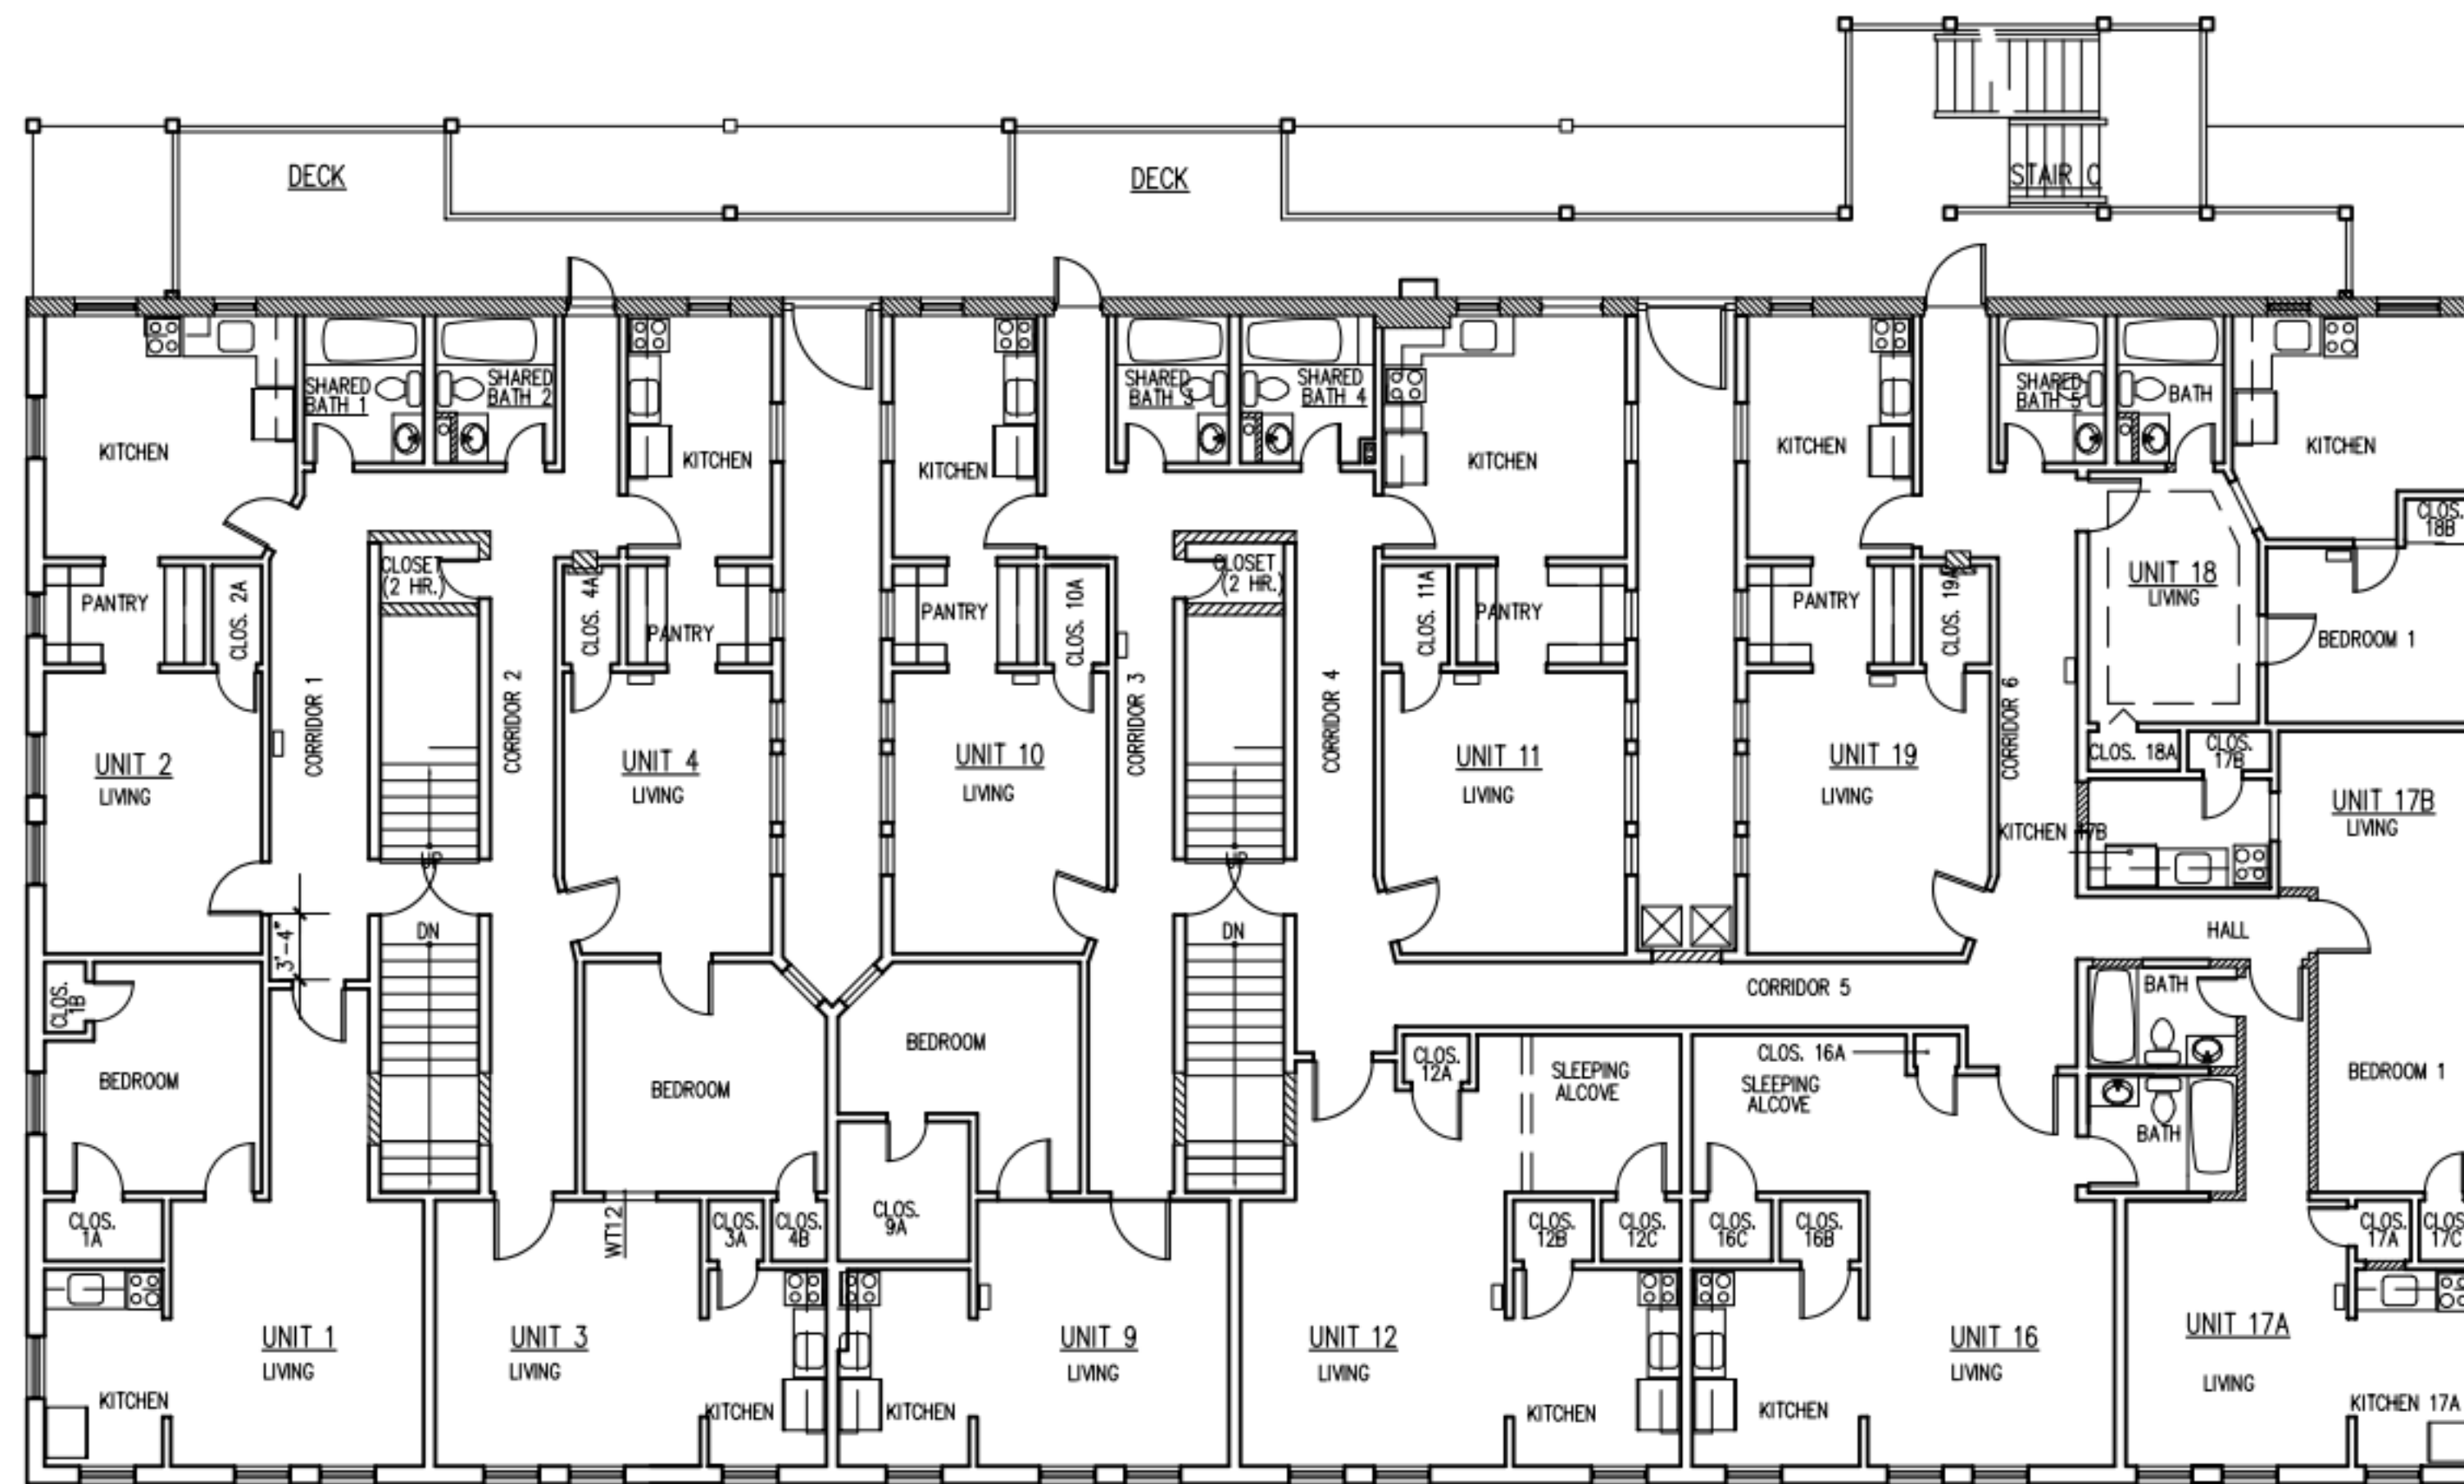 DECK
DECK
STAIR C
SHARED
BATH 1
SHARED
BATH 2
SHARED
BATH 3
SHARED
BATH 4
SHARED
BATH 5
BATH
KITCHEN
KITCHEN
KITCHEN
KITCHEN
KITCHEN
KITCHEN
CLOS.
18B
CLOSET
(2 HR.)
CLOSET
(2 HR.)
PANTRY
CLOS. 2A
CLOS. 4A
PANTRY
PANTRY
CLOS. 10A
CLOS. 11A
PANTRY
PANTRY
CLOS. 19A
UNIT 18
LIVING
BEDROOM 1
CORRIDOR 1
CORRIDOR 2
CORRIDOR 3
CORRIDOR 4
CORRIDOR 6
UNIT 2
LIVING
UNIT 4
LIVING
UNIT 10
LIVING
UNIT 11
LIVING
UNIT 19
LIVING
CLOS. 18A
CLOS.
17B
UNIT 17B
LIVING
KITCHEN 17B
UP
UP
DN
DN
3'-4"
HALL
CORRIDOR 5
BATH
CLOS.
1B
BEDROOM
BEDROOM
BEDROOM
CLOS.
12A
SLEEPING
ALCOVE
CLOS. 16A
SLEEPING
ALCOVE
BEDROOM 1
BATH
CLOS.
1A
WT12
CLOS.
3A
CLOS.
4B
CLOS.
9A
CLOS.
12B
CLOS.
12C
CLOS.
16C
CLOS.
16B
CLOS.
17A
CLOS.
17C
UNIT 1
LIVING
UNIT 3
LIVING
UNIT 9
LIVING
UNIT 12
LIVING
UNIT 16
LIVING
UNIT 17A
LIVING
KITCHEN
KITCHEN
KITCHEN
KITCHEN
KITCHEN
KITCHEN 17A